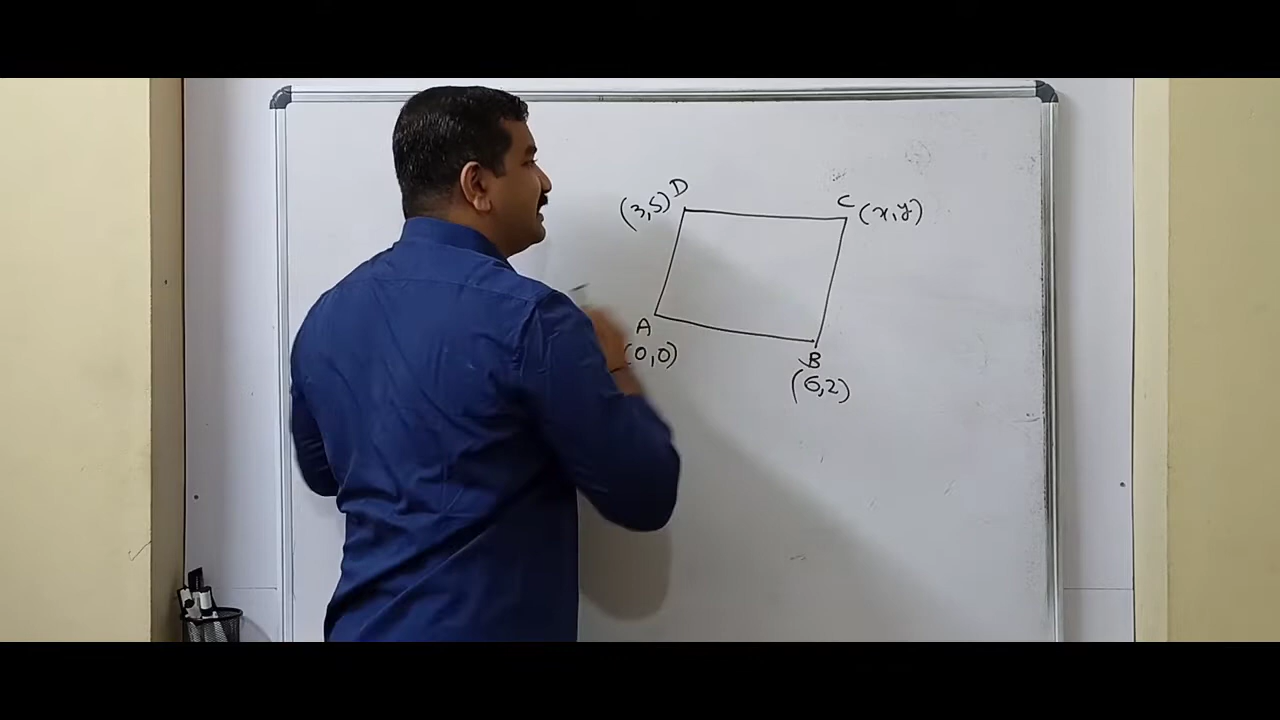 D
(3,5)
C (x,y)
A
(0,0)
B
(6,2)